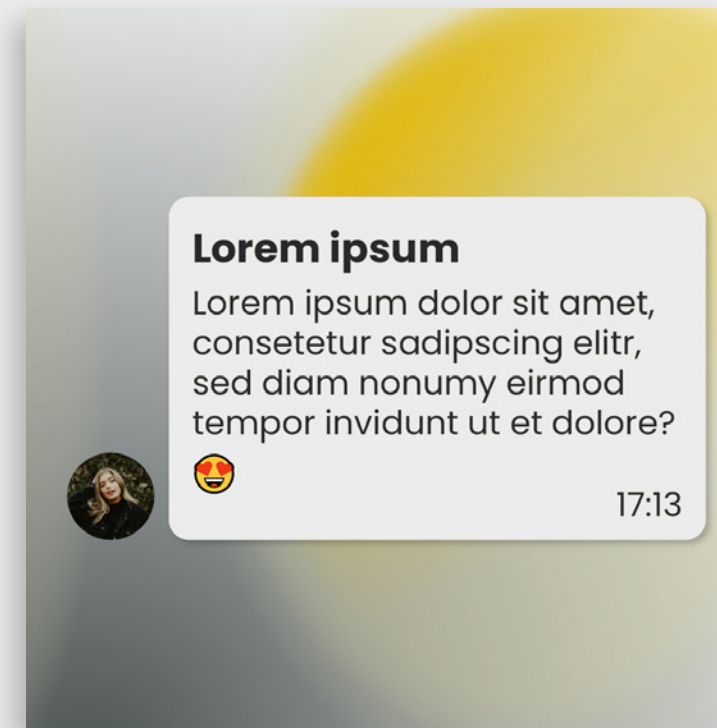 Lorem ipsum
Lorem ipsum dolor sit amet,
consetetur sadipscing elitr,
sed diam nonumy eirmod
tempor invidunt ut et dolore?
😍
17:13